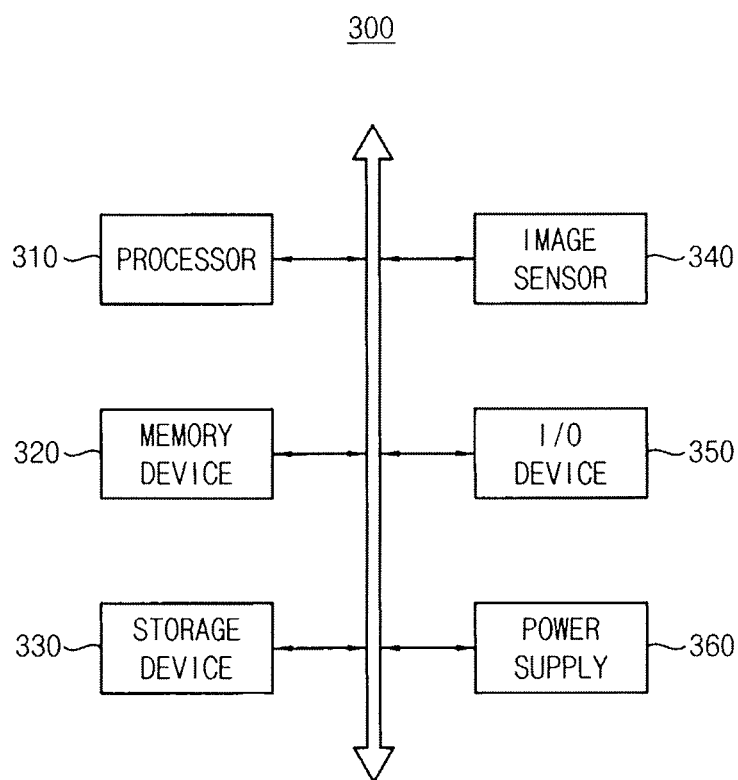 300
310
PROCESSOR
IMAGE
SENSOR
340
320
MEMORY
DEVICE
I/O
DEVICE
350
330
STORAGE
DEVICE
POWER
SUPPLY
360